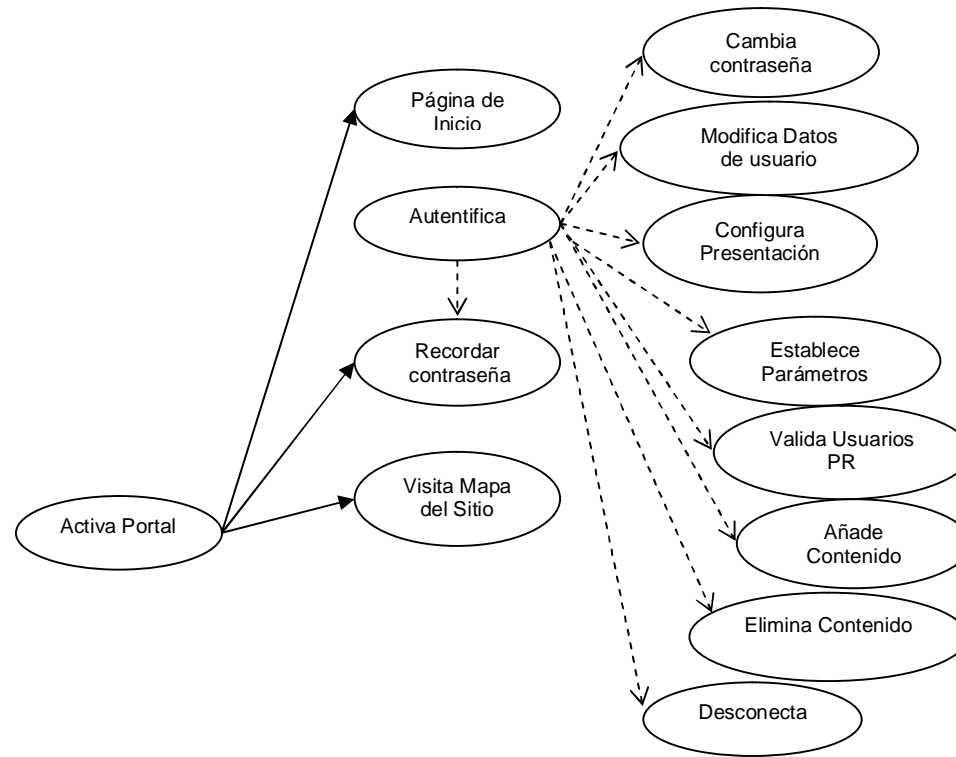 Cambia
contraseña
Página de
Inicio
Modifica Datos
de usuario
Autentifica
Configura
Presentación
Recordar
contraseña
Establece
Parámetros
Valida Usuarios
PR
Visita Mapa
del Sitio
Activa Portal
Añade
Contenido
Elimina Contenido
Desconecta